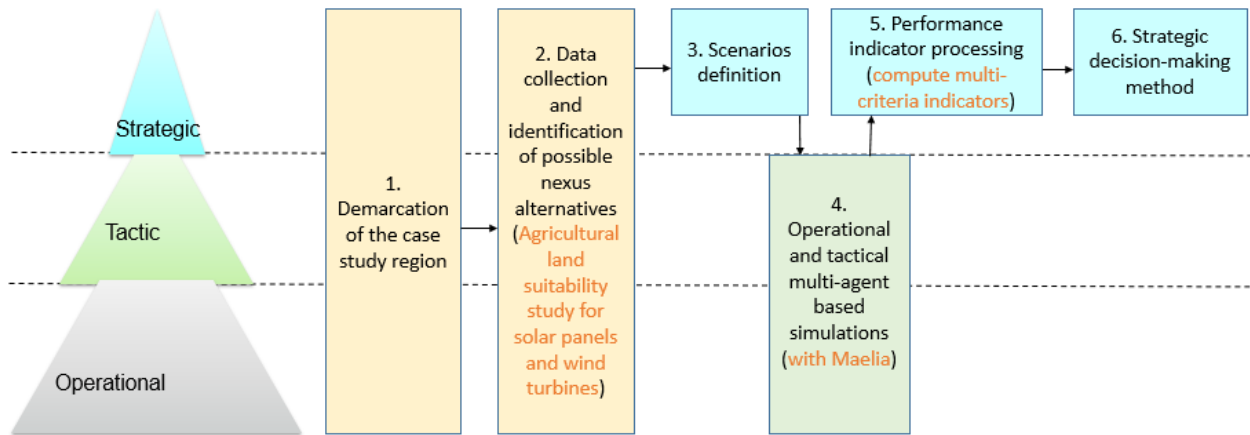 Strategic
Tactic
Operational
1.
Demarcation
of the case
study region
2. Data
collection
and
identification
of possible
nexus
alternatives
(Agricultural
land
suitability
study for
solar panels
and wind
turbines)
3. Scenarios
definition
4.
Operational
and tactical
multi-agent
based
simulations
(with Maelia)
5. Performance
indicator processing
(compute multi-
criteria indicators)
6. Strategic
decision-making
method